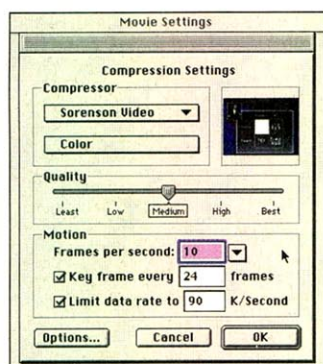 Movie Settings
Compression Settings
Compressor
Sorenson Video
Color
Quality
Least Low Medium High Best
Motion
Frames per second: 10
Key frame every 24 frames
Limit data rate to 90 K/Second
Options... Cancel OK